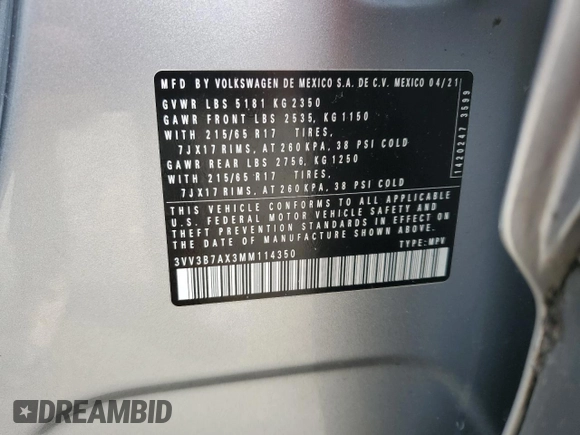 MFD BY VOLKSWAGEN DE MEXICO S.A. DE C.V. MEXICO 04/21
GVWR LBS 5181 KG 2350
GAWR FRONT LBS 2535, KG 1150
WITH 215/65 R17 TIRES,
7JX17 RIMS, AT 260 KPA, 38 PSI COLD
GAWR REAR LBS 2756, KG 1250
WITH 215/65 R17 TIRES,
7JX17 RIMS, AT 260 KPA, 38 PSI COLD
THIS VEHICLE CONFORMS TO ALL APPLICABLE
U.S. FEDERAL MOTOR VEHICLE SAFETY AND
THEFT PREVENTION STANDARDS IN EFFECT ON
THE DATE OF MANUFACTURE SHOWN ABOVE
3VV3B7AX3MM114350 TYPE: MPV
1420247 3599
DREAMBID